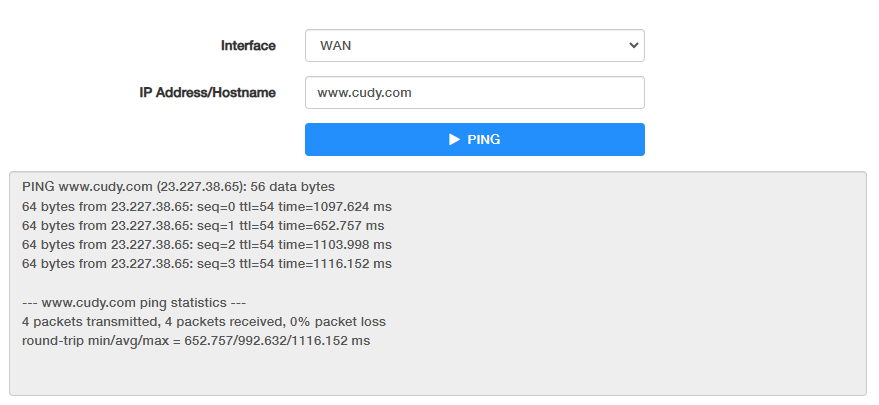 Interface WAN
IP Address/Hostname www.cudy.com
PING
PING www.cudy.com (23.227.38.65): 56 data bytes
64 bytes from 23.227.38.65: seq=0 ttl=54 time=1097.624 ms
64 bytes from 23.227.38.65: seq=1 ttl=54 time=652.757 ms
64 bytes from 23.227.38.65: seq=2 ttl=54 time=1103.998 ms
64 bytes from 23.227.38.65: seq=3 ttl=54 time=1116.152 ms
--- www.cudy.com ping statistics ---
4 packets transmitted, 4 packets received, 0% packet loss
round-trip min/avg/max = 652.757/992.632/1116.152 ms